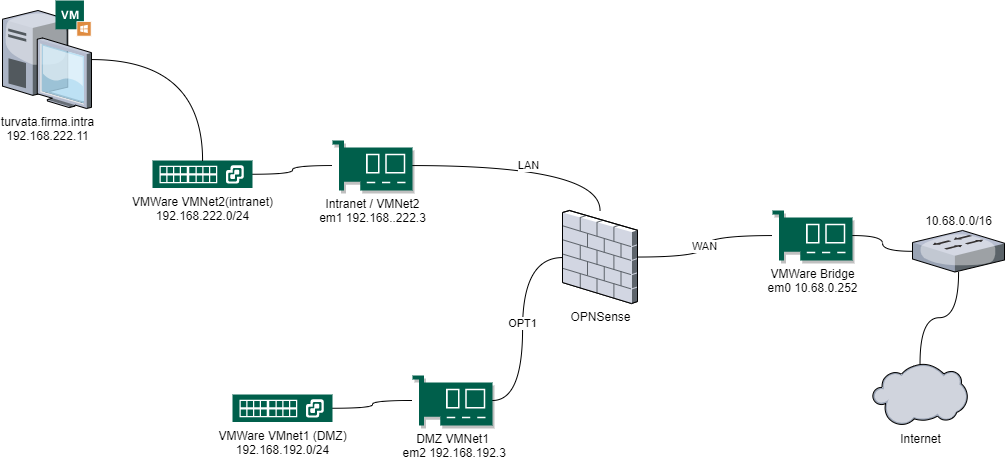 VM
turvata.firma.intra
192.168.222.11
VMWare VMNet2(intranet)
192.168.222.0/24
Intranet / VMNet2
em1 192.168..222.3
LAN
OPNSense
WAN
VMWare Bridge
em0 10.68.0.252
10.68.0.0/16
Internet
OPT1
DMZ VMNet1
em2 192.168.192.3
VMWare VMnet1 (DMZ)
192.168.192.0/24